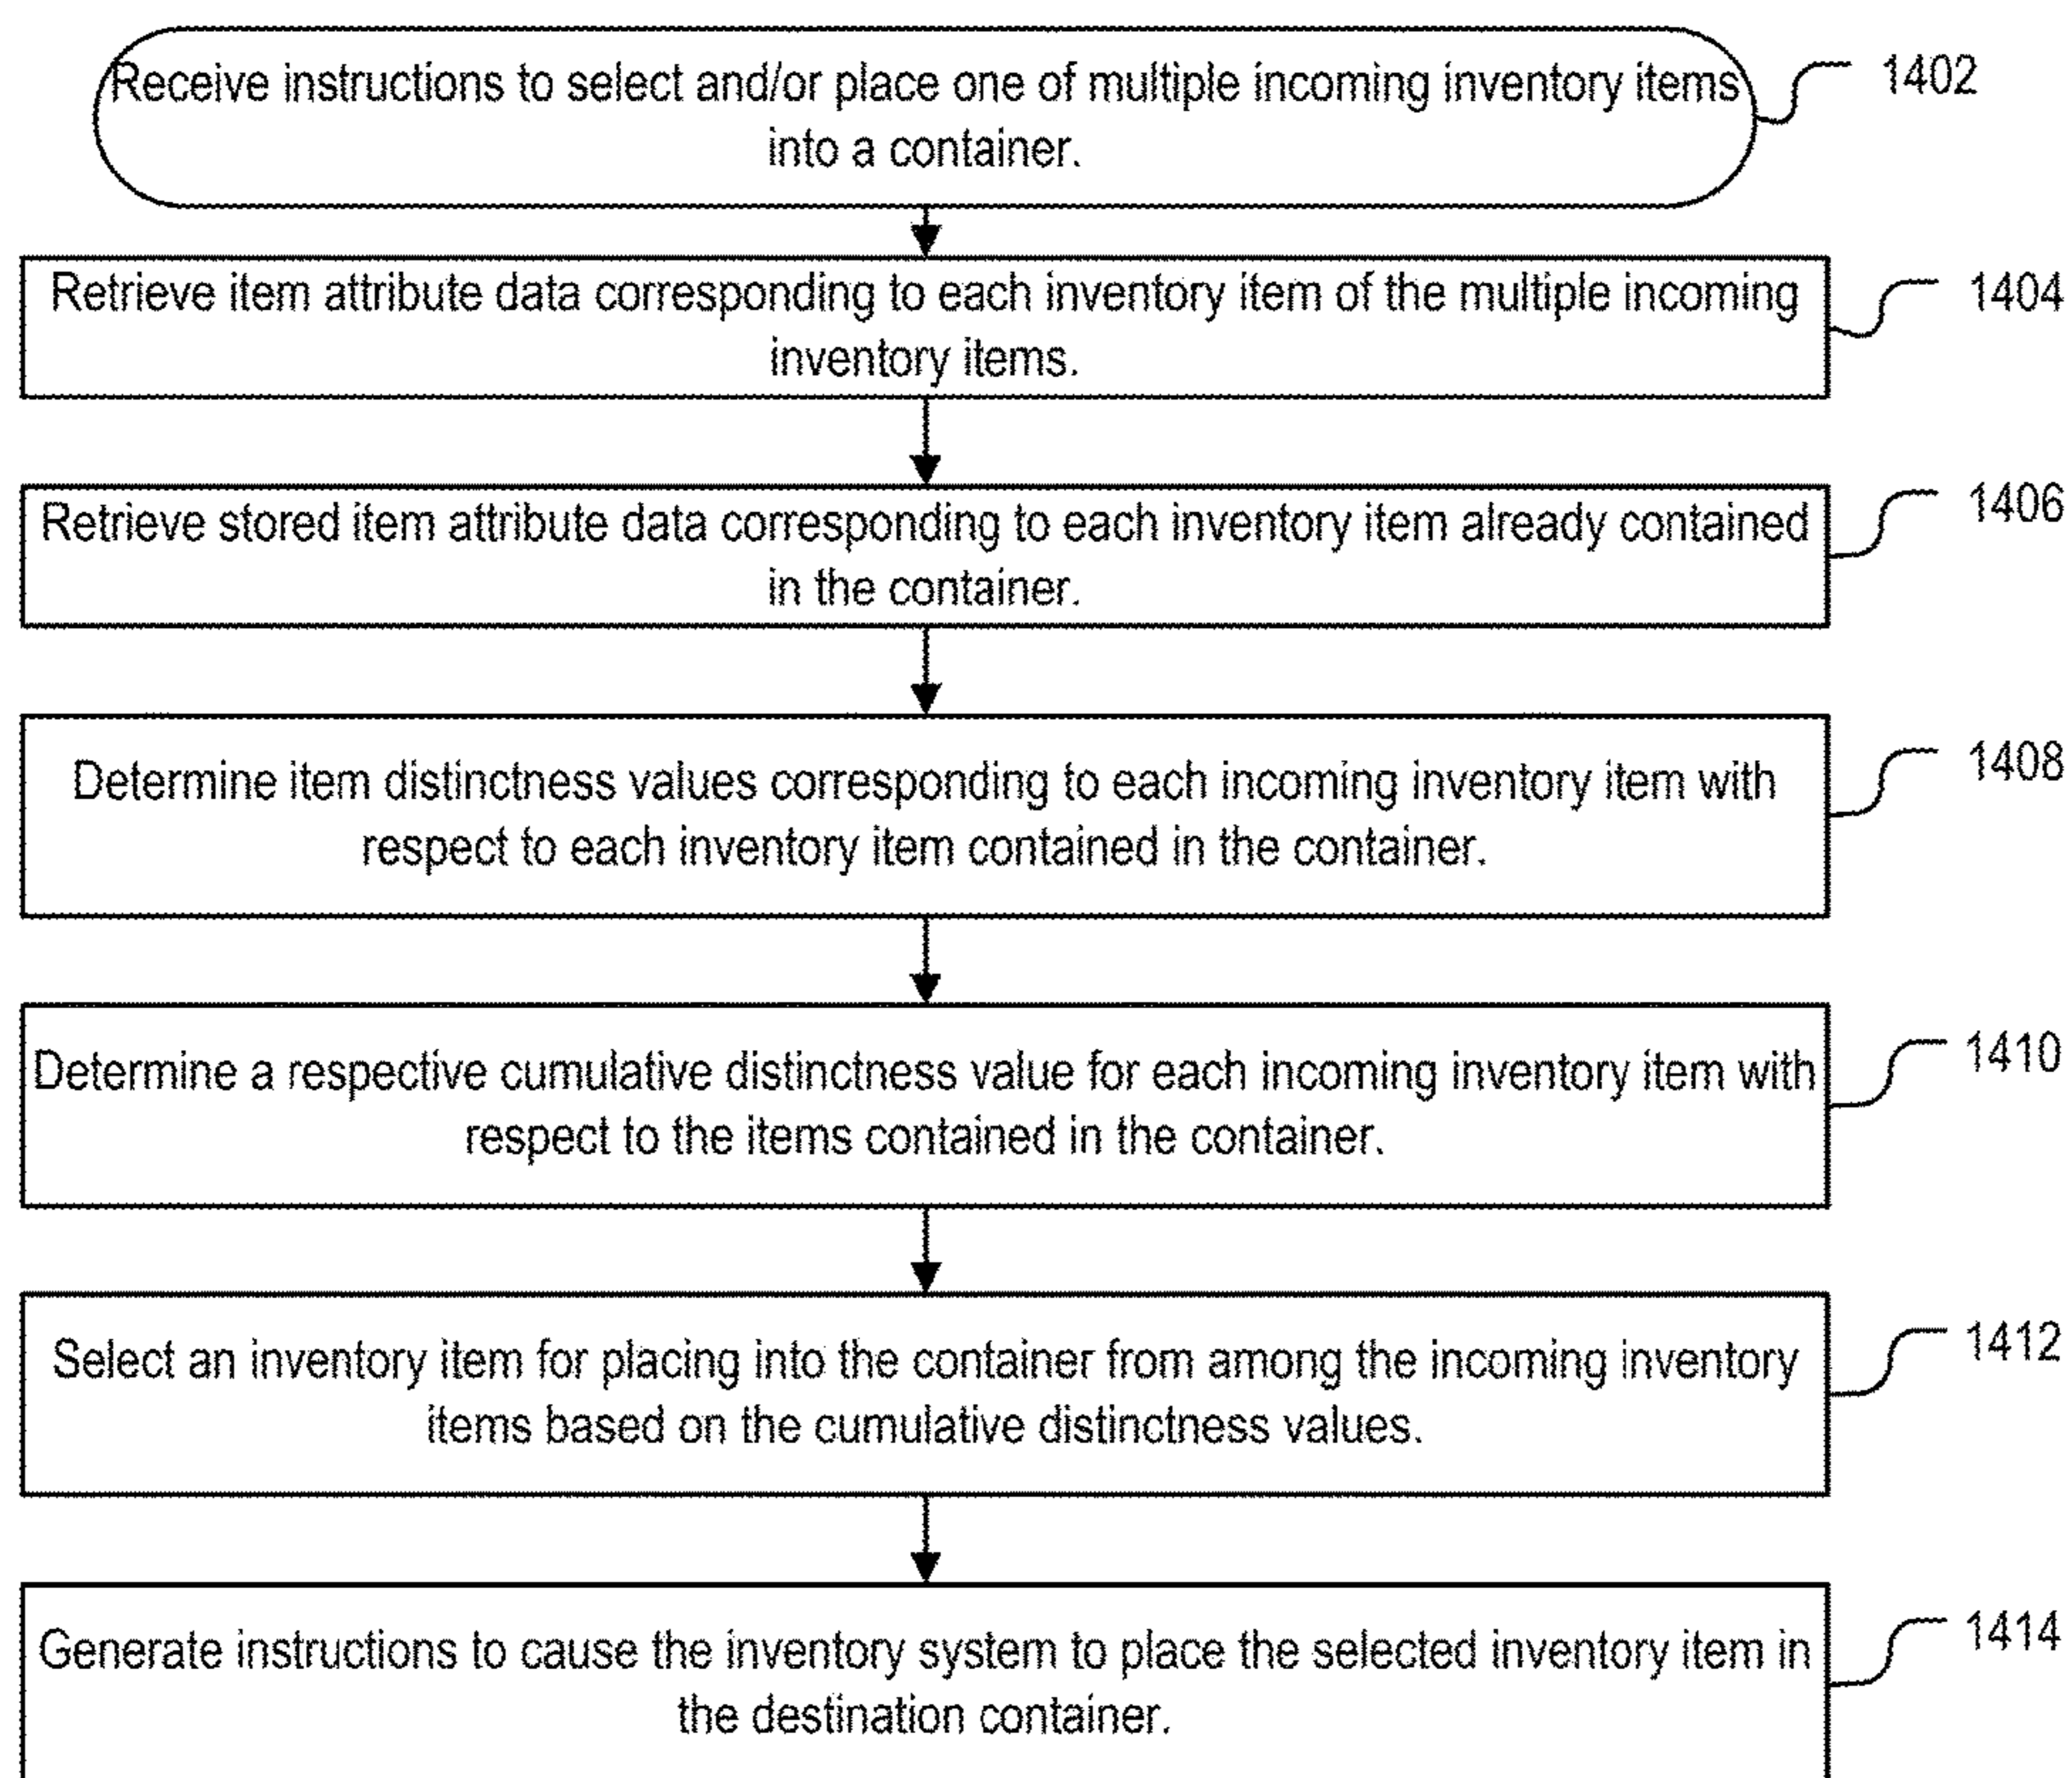 Receive instructions to select and/or place one of multiple incoming inventory items
into a container.
1402
Retrieve item attribute data corresponding to each inventory item of the multiple incoming
inventory items.
1404
Retrieve stored item attribute data corresponding to each inventory item already contained
in the container.
1406
Determine item distinctness values corresponding to each incoming inventory item with
respect to each inventory item contained in the container.
1408
Determine a respective cumulative distinctness value for each incoming inventory item with
respect to the items contained in the container.
1410
Select an inventory item for placing into the container from among the incoming inventory
items based on the cumulative distinctness values.
1412
Generate instructions to cause the inventory system to place the selected inventory item in
the destination container.
1414